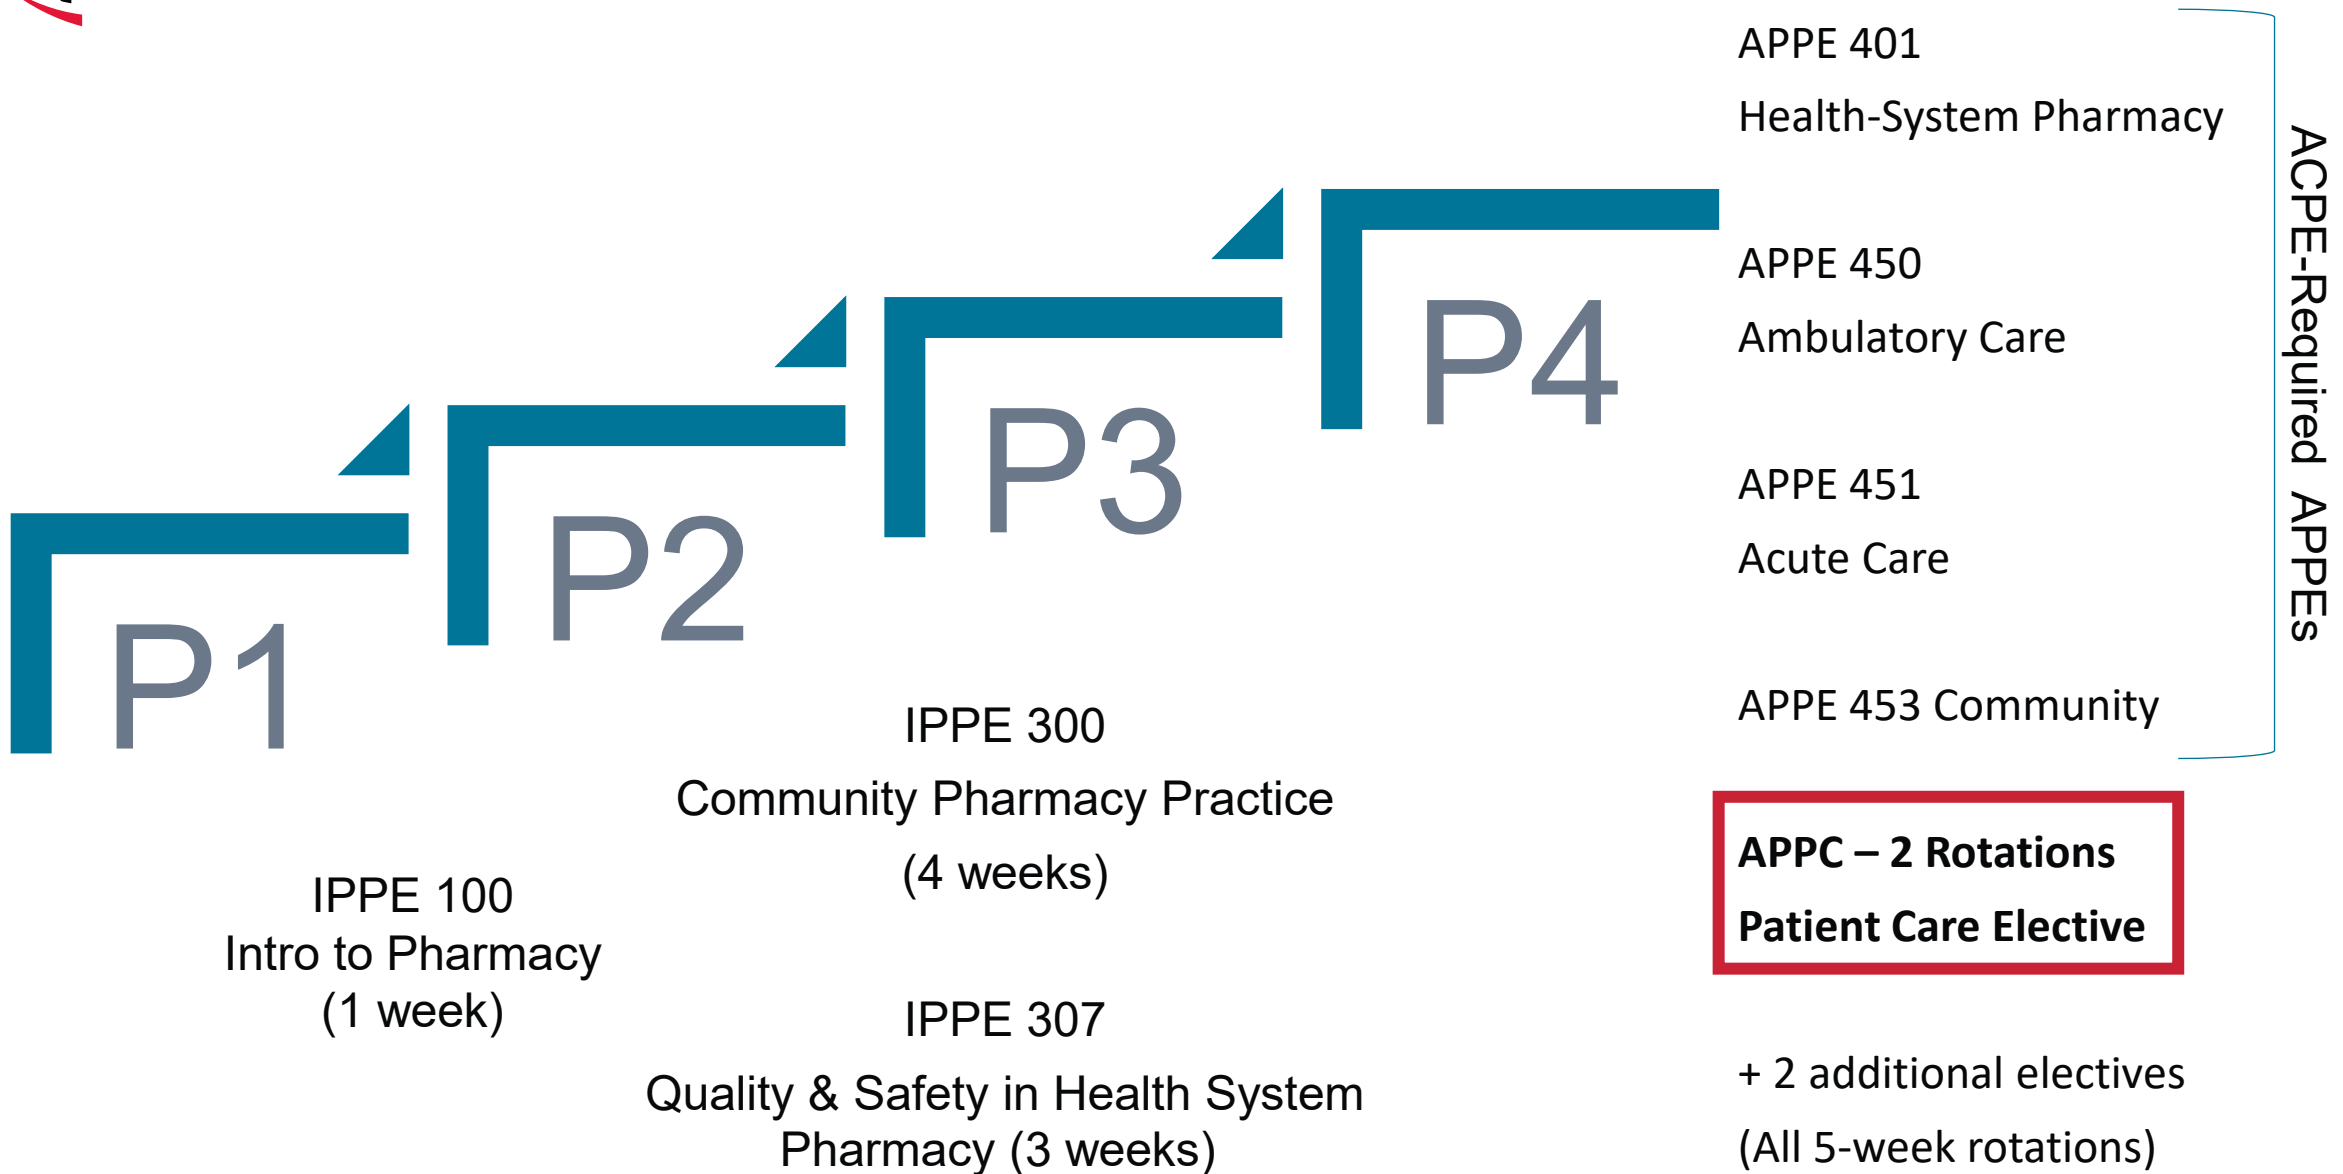 P1
P2
P3
P4
IPPE 100
Intro to Pharmacy
(1 week)
IPPE 300
Community Pharmacy Practice
(4 weeks)
IPPE 307
Quality & Safety in Health System
Pharmacy (3 weeks)
APPE 401
Health-System Pharmacy
APPE 450
Ambulatory Care
APPE 451
Acute Care
APPE 453 Community
ACPE-Required APPEs
APPC – 2 Rotations
Patient Care Elective
+ 2 additional electives
(All 5-week rotations)